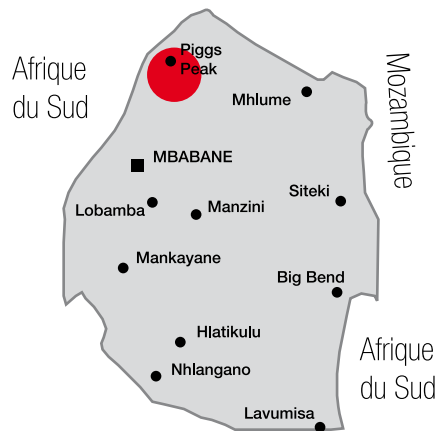 Piggs
Peak
Afrique
du Sud
Mozambique
Mhlume
MBABANE
Siteki
Lobamba
Manzini
Mankayane
Big Bend
Hlatikulu
Afrique
du Sud
Nhlangano
Lavumisa